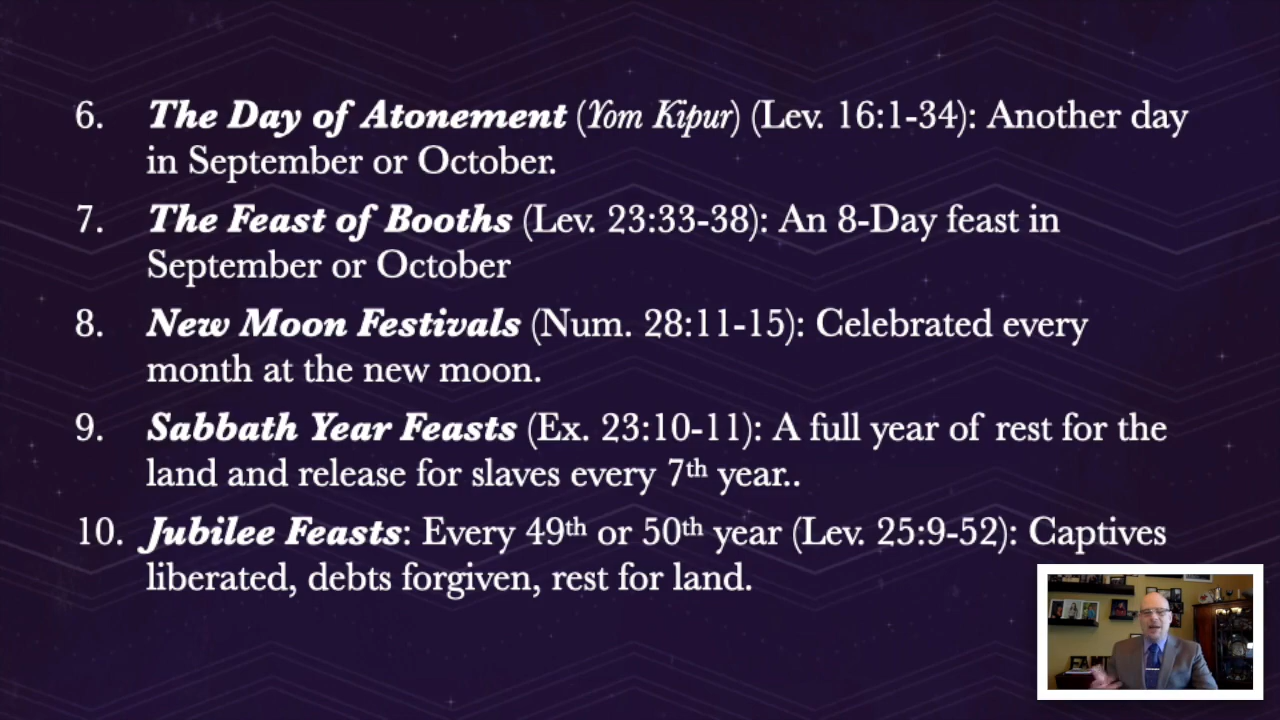 6. The Day of Atonement (Yom Kipur) (Lev. 16:1-34): Another day
in September or October.
7. The Feast of Booths (Lev. 23:33-38): An 8-Day feast in
September or October
8. New Moon Festivals (Num. 28:11-15): Celebrated every
month at the new moon.
9. Sabbath Year Feasts (Ex. 23:10-11): A full year of rest for the
land and release for slaves every 7th year..
10. Jubilee Feasts: Every 49th or 50th year (Lev. 25:9-52): Captives
liberated, debts forgiven, rest for land.